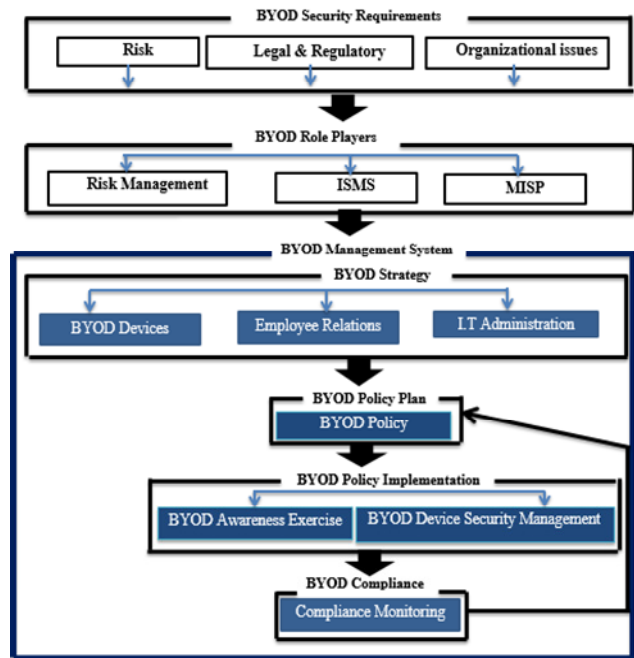 BYOD Security Requirements
Risk
Legal & Regulatory
Organizational issues
BYOD Role Players
Risk Management
ISMS
MISP
BYOD Management System
BYOD Strategy
BYOD Devices
Employee Relations
I.T Administration
BYOD Policy Plan
BYOD Policy
BYOD Policy Implementation
BYOD Awareness Exercise
BYOD Device Security Management
BYOD Compliance
Compliance Monitoring